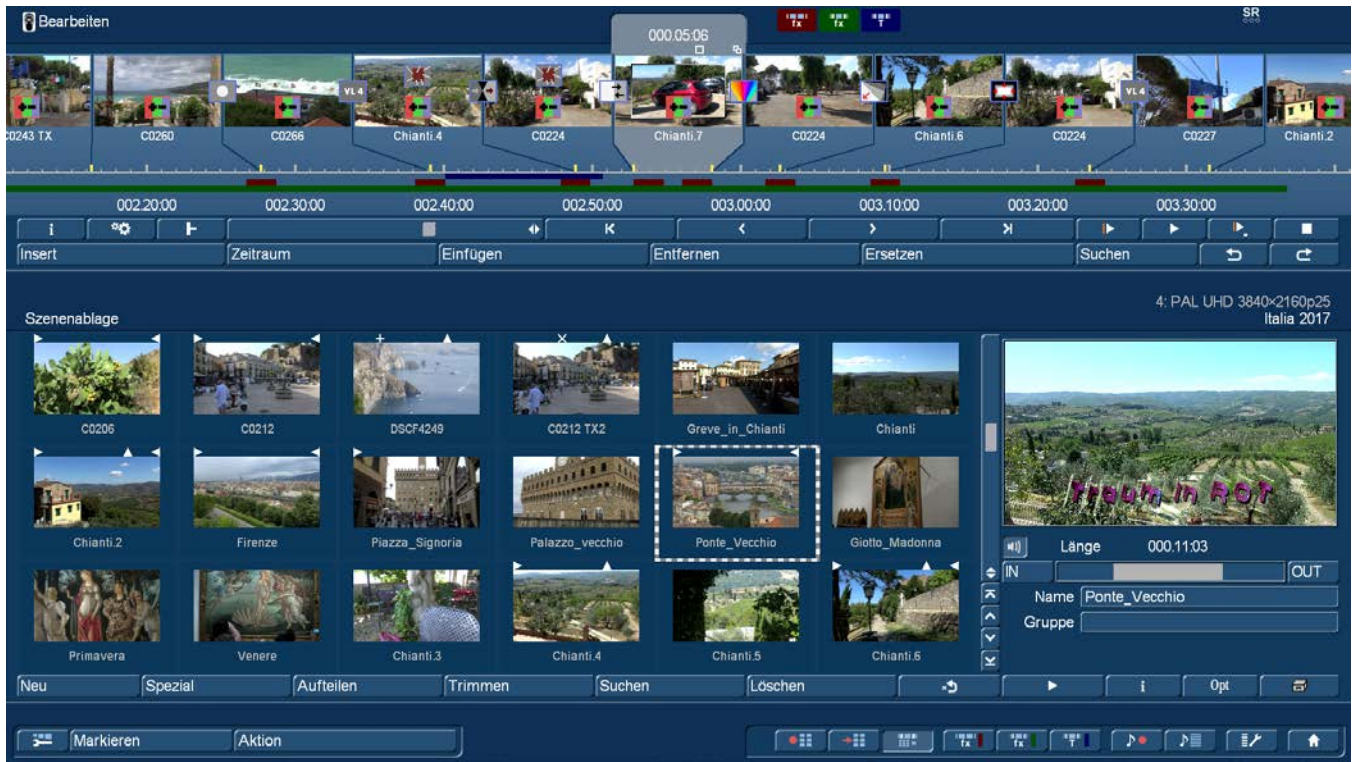 Bearbeiten
SR
000.05:06
fx fx T
VL 4 VL 4
C0243 TX C0260 C0266 Chianti.4 C0224 Chianti.7 C0224 Chianti.6 C0224 C0227 Chianti.2
002.20:00 002.30:00 002.40:00 002.50:00 003.00:00 003.10:00 003.20:00 003.30:00
i
Insert Zeitraum Einfügen Entfernen Ersetzen Suchen
4: PAL UHD 3840×2160p25
Szenenablage Italia 2017
C0206 C0212 DSCF4249 C0212 TX2 Greve_in_Chianti Chianti
Traum in ROT
Chianti.2 Firenze Piazza_Signoria Palazzo_vecchio Ponte_Vecchio Giotto_Madonna
Länge 000.11:03
IN OUT
Name Ponte_Vecchio
Gruppe
Primavera Venere Chianti.3 Chianti.4 Chianti.5 Chianti.6
Neu Spezial Aufteilen Trimmen Suchen Löschen i Opt
Markieren Aktion fx fx T